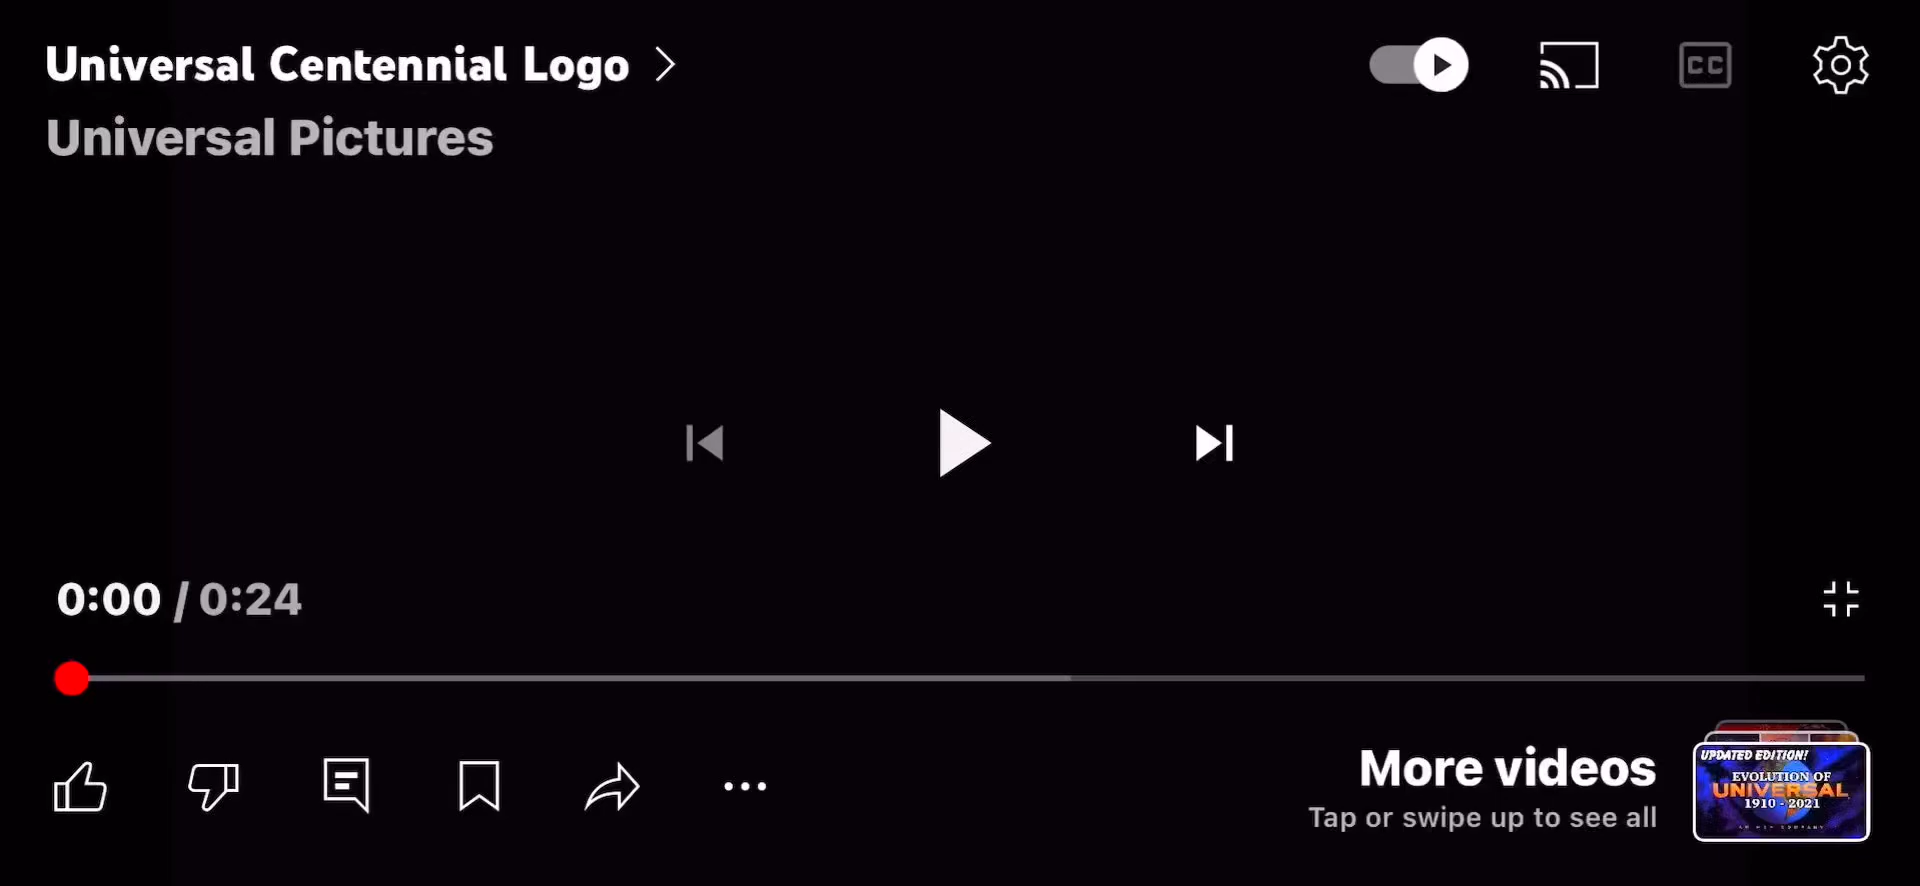 Universal Centennial Logo
Universal Pictures
CC
0:00 / 0:24
More videos
Tap or swipe up to see all
UPDATED EDITION!
EVOLUTION OF
UNIVERSAL
1910 - 2021